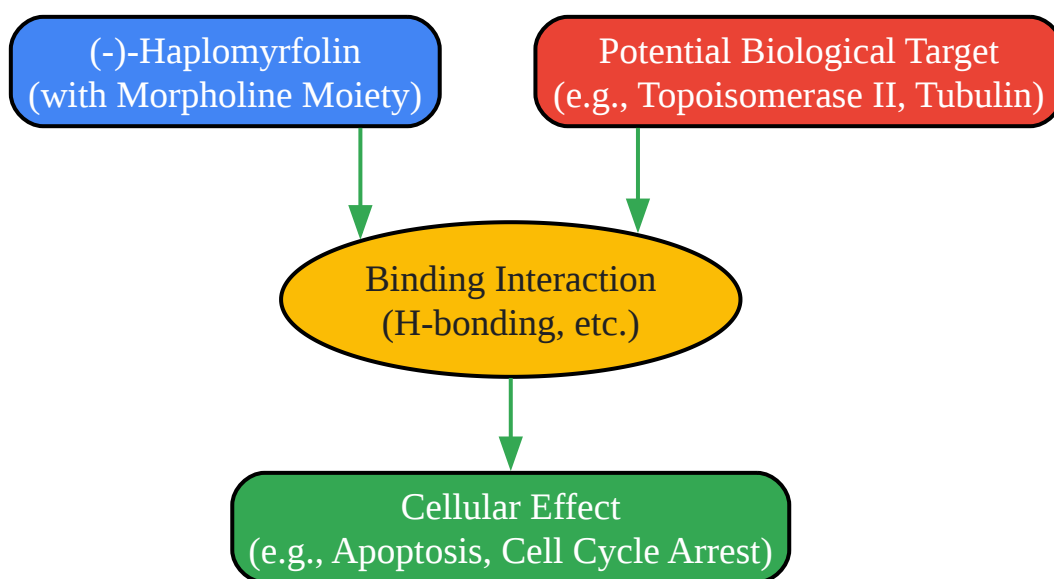 (-)-Haplomyrfolin
(with Morpholine Moiety)
Potential Biological Target
(e.g., Topoisomerase II, Tubulin)
Binding Interaction
(H-bonding, etc.)
Cellular Effect
(e.g., Apoptosis, Cell Cycle Arrest)